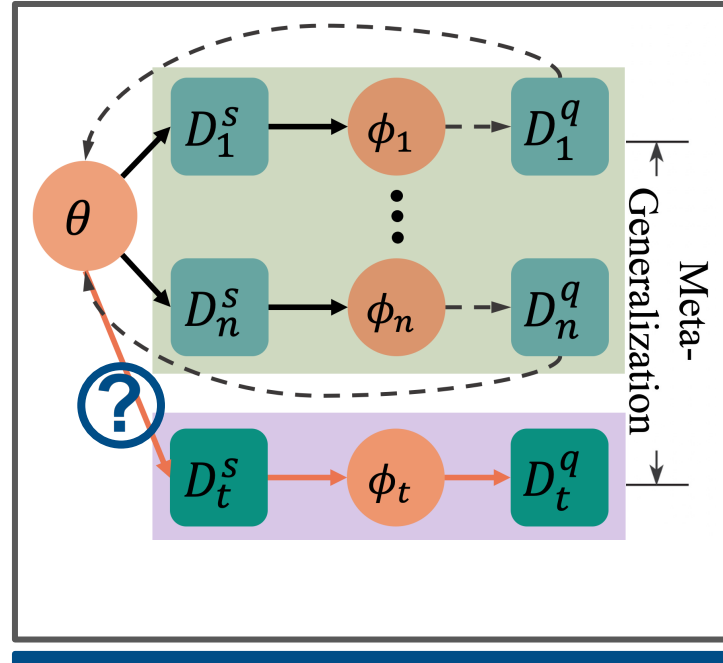 D_1^s ϕ_1 D_1^q
θ
D_n^s ϕ_n D_n^q
?
D_t^s ϕ_t D_t^q
Meta-
Generalization